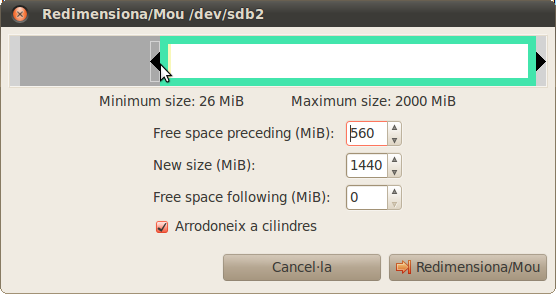 Redimensiona/Mou /dev/sdb2
Minimum size: 26 MiB Maximum size: 2000 MiB
Free space preceding (MiB): 560
New size (MiB): 1440
Free space following (MiB): 0
Arrodoneix a cilindres
Cancel·la Redimensiona/Mou